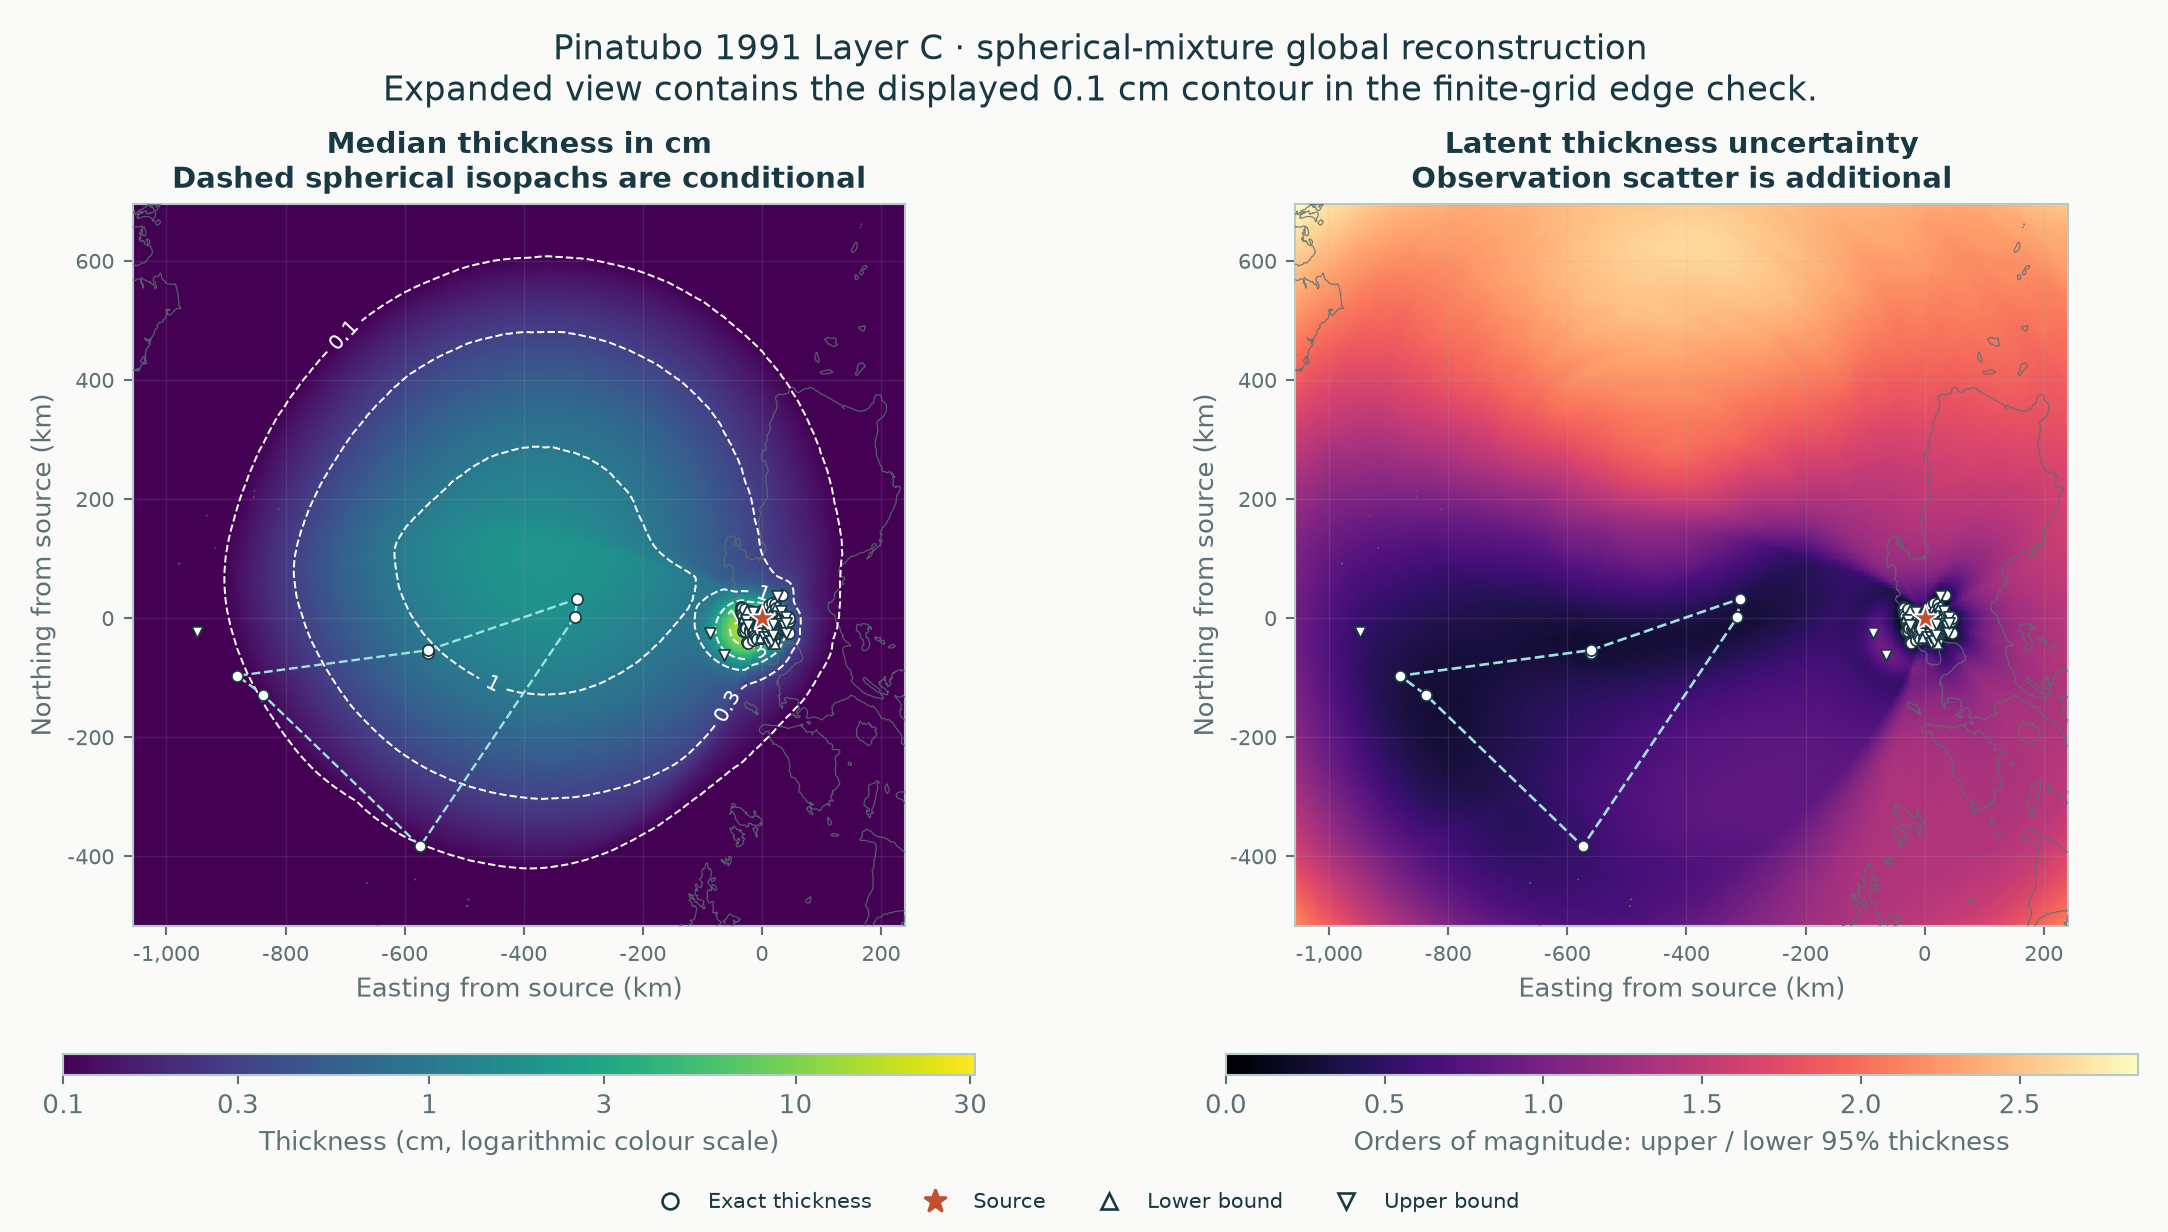 Pinatubo 1991 Layer C · spherical-mixture global reconstruction
Expanded view contains the displayed 0.1 cm contour in the finite-grid edge check.
Median thickness in cm
Dashed spherical isopachs are conditional
600
400
200
0
-200
-400
Northing from source (km)
0.1
1
0.3
1
-1,000
-800
-600
-400
-200
0
200
Easting from source (km)
0.1
0.3
1
3
10
30
Thickness (cm, logarithmic colour scale)
Latent thickness uncertainty
Observation scatter is additional
600
400
200
0
-200
-400
Northing from source (km)
-1,000
-800
-600
-400
-200
0
200
Easting from source (km)
0.0
0.5
1.0
1.5
2.0
2.5
Orders of magnitude: upper / lower 95% thickness
Exact thickness
Source
Lower bound
Upper bound